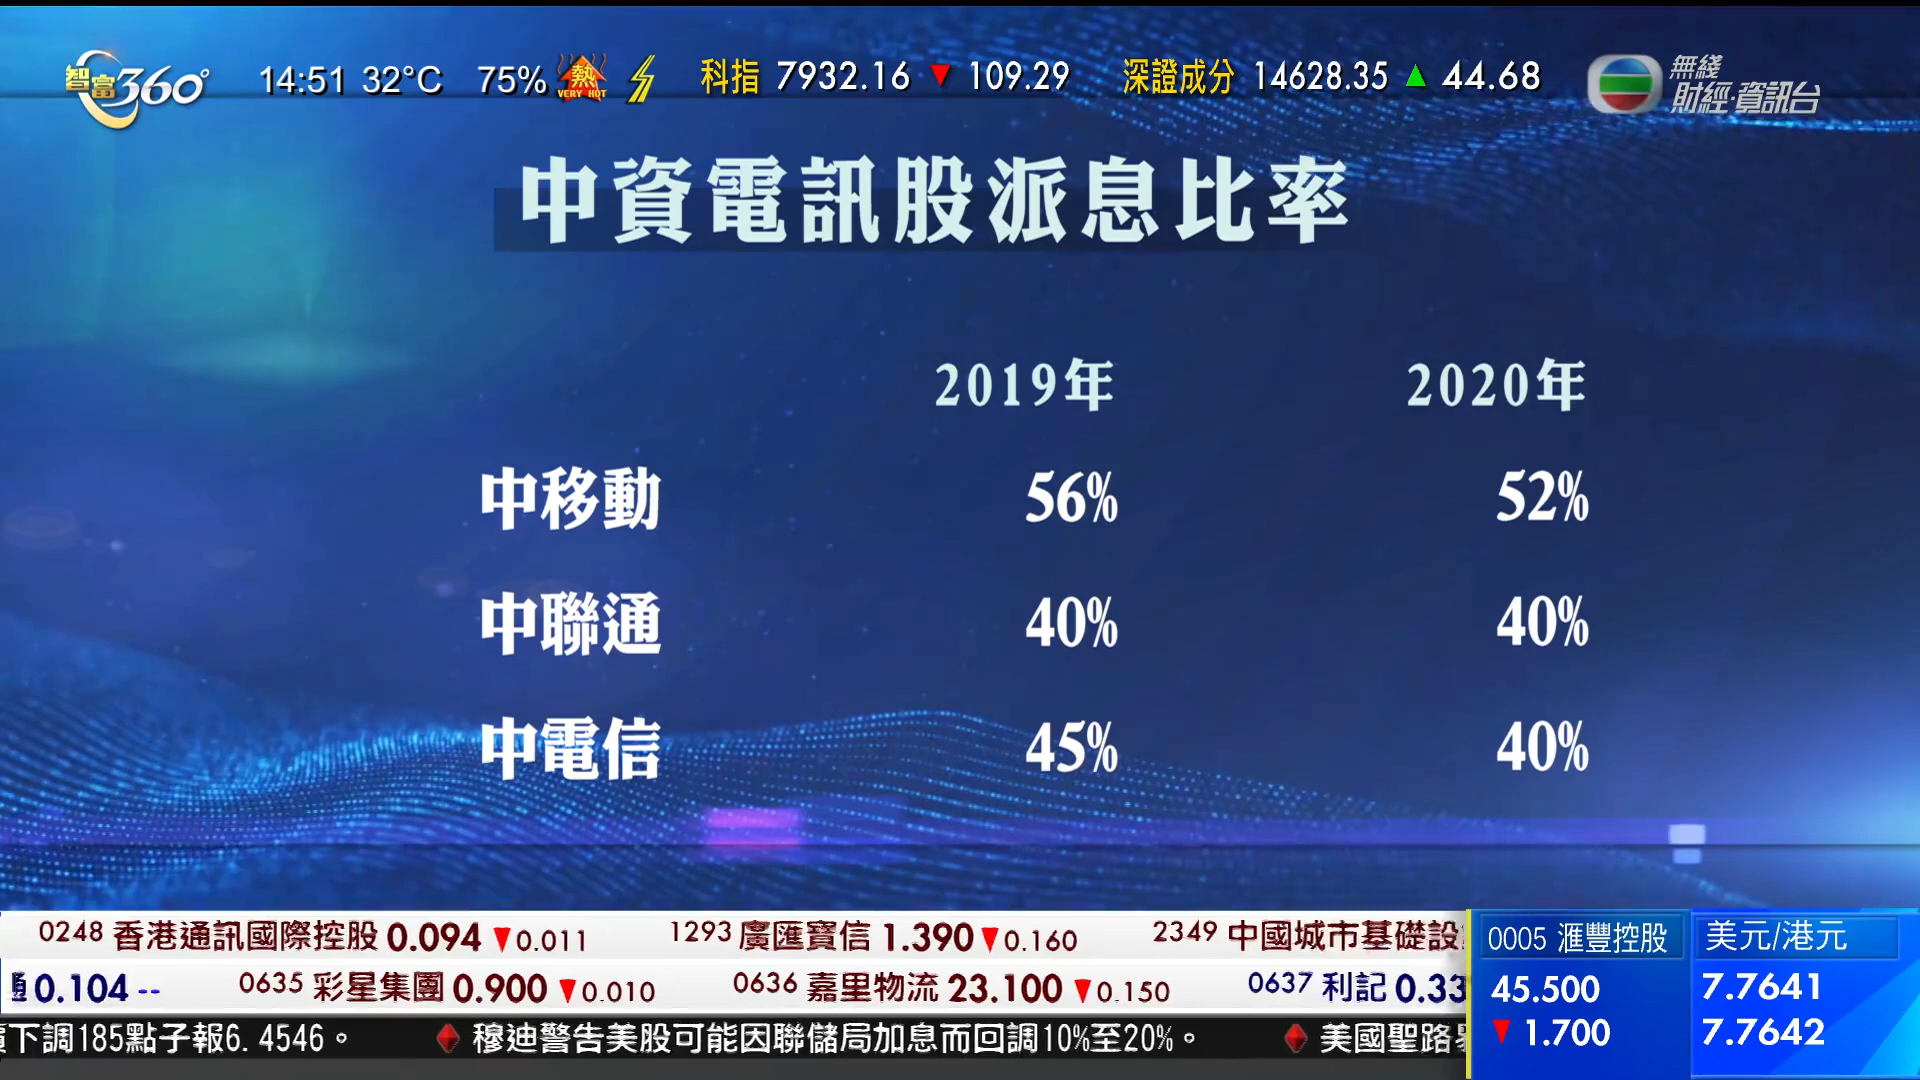 智富360°
14:51 32°C 75% 熱 VERY HOT 科指 7932.16 ▼ 109.29 深證成分 14628.35 ▲ 44.68
無綫
財經·資訊台
中資電訊股派息比率
2019年 2020年
中移動 56% 52%
中聯通 40% 40%
中電信 45% 40%
0248 香港通訊國際控股 0.094 ▼0.011 1293 廣匯寶信 1.390 ▼0.160 2349 中國城市基礎設
0.104 -- 0635 彩星集團 0.900 ▼0.010 0636 嘉里物流 23.100 ▼0.150 0637 利記 0.33
下調185點子報6.4546。 ♦ 穆迪警告美股可能因聯儲局加息而回調10%至20%。 ♦ 美國聖路
0005 滙豐控股
45.500
▼ 1.700
美元/港元
7.7641
7.7642